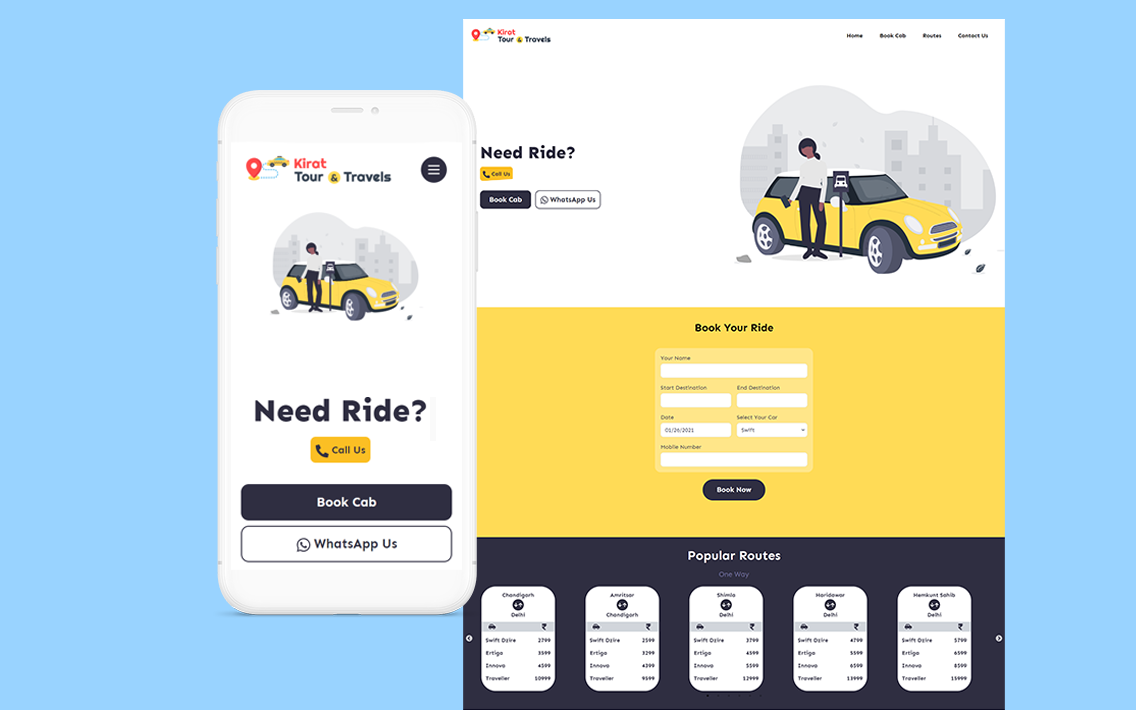 Kirat
Tour & Travels
Need Ride?
Call Us
Book Cab
WhatsApp Us
Kirat
Tour & Travels
Home
Book Cab
Routes
Contact Us
Need Ride?
Call Us
Book Cab
WhatsApp Us
Book Your Ride
Your Name
Start Destination
End Destination
Date
Select Your Car
01/26/2021
Swift
Mobile Number
Book Now
Popular Routes
One Way
Chandigarh
Delhi
₹
Swift Dzire 2799
Ertiga 3599
Innova 4599
Traveller 10999
Amritsar
Chandigarh
₹
Swift Dzire 2599
Ertiga 3299
Innova 4399
Traveller 9599
Shimla
Delhi
₹
Swift Dzire 3799
Ertiga 4599
Innova 5599
Traveller 12999
Haridawar
Delhi
₹
Swift Dzire 4799
Ertiga 5599
Innova 6599
Traveller 13999
Hemkunt Sahib
Delhi
₹
Swift Dzire 5799
Ertiga 6599
Innova 8599
Traveller 15999